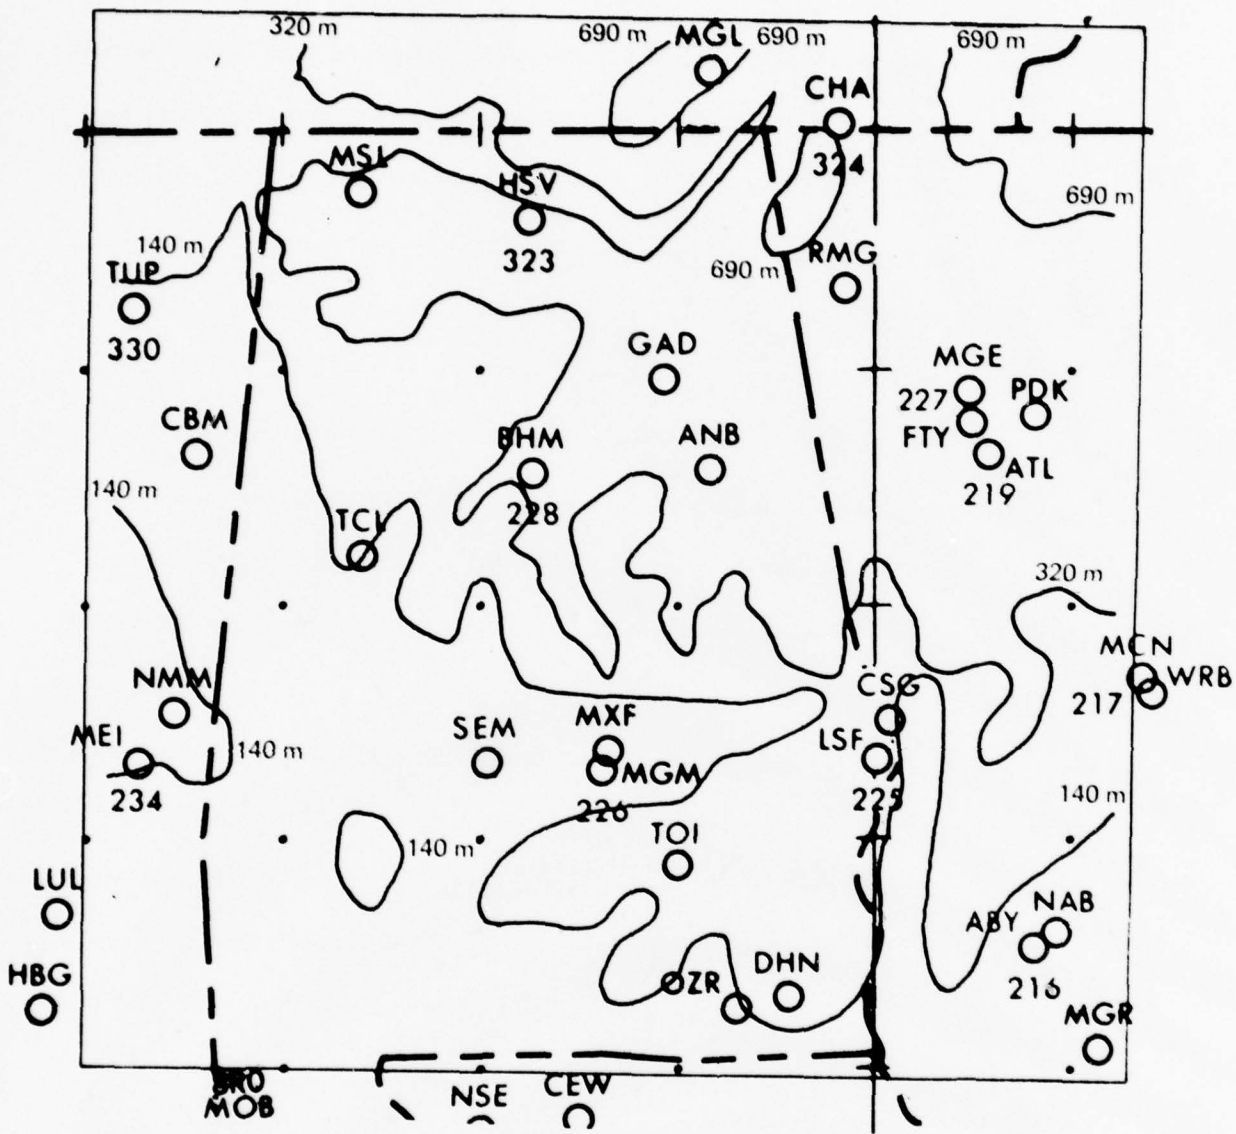 320 m
690 m
MGL
690 m
690 m
CHA
324
MSL
HSV
323
690 m
140 m
TUP
330
690 m
RMG
GAD
MGE
227
PDK
CBM
BHM
228
ANB
FTY
ATL
219
140 m
TCL
320 m
MCN
WRB
217
NMM
CSG
MEI
234
140 m
SEM
MXF
MGM
226
LSF
225
140 m
TOI
140 m
LUL
ABY
NAB
216
HBG
OZR
DHN
MGR
MOB
NSE
CEW